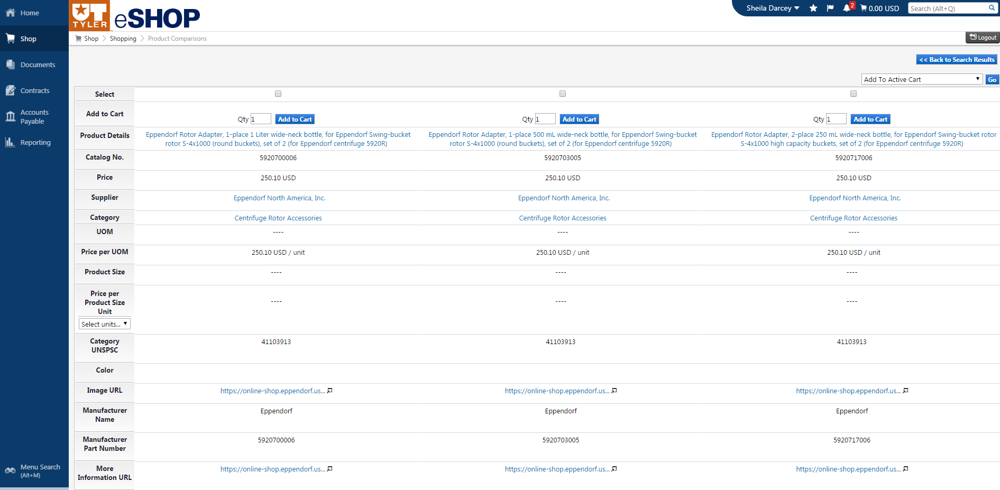 Home
Shop
Documents
Contracts
Accounts
Payable
Reporting
Menu Search
(Alt+M)
UT
TYLER
eSHOP
Sheila Darcey
2
0.00 USD
Search (Alt+Q)
Shop Shopping Product Comparisons
Logout
<< Back to Search Results
Add To Active Cart Go
Select
Add to Cart Qty 1 Add to Cart Qty 1 Add to Cart Qty 1 Add to Cart
Product Details
Eppendorf Rotor Adapter, 1-place 1 Liter wide-neck bottle, for Eppendorf Swing-bucket
rotor S-4x1000 (round buckets), set of 2 (for Eppendorf centrifuge 5920R)
Eppendorf Rotor Adapter, 1-place 500 mL wide-neck bottle, for Eppendorf Swing-bucket
rotor S-4x1000 (round buckets), set of 2 (for Eppendorf centrifuge 5920R)
Eppendorf Rotor Adapter, 2-place 250 mL wide-neck bottle, for Eppendorf Swing-bucket rotor
S-4x1000 high capacity buckets, set of 2 (for Eppendorf centrifuge 5920R)
Catalog No. 5920700006 5920703005 5920717006
Price 250.10 USD 250.10 USD 250.10 USD
Supplier Eppendorf North America, Inc. Eppendorf North America, Inc. Eppendorf North America, Inc.
Category Centrifuge Rotor Accessories Centrifuge Rotor Accessories Centrifuge Rotor Accessories
UOM ---- ---- ----
Price per UOM 250.10 USD / unit 250.10 USD / unit 250.10 USD / unit
Product Size ---- ---- ----
Price per
Product Size ---- ---- ----
Unit
Select units...
Category 41103913 41103913 41103913
UNSPSC
Color
Image URL https://online-shop.eppendorf.us... https://online-shop.eppendorf.us... https://online-shop.eppendorf.us...
Manufacturer Eppendorf Eppendorf Eppendorf
Name
Manufacturer 5920700006 5920703005 5920717006
Part Number
More https://online-shop.eppendorf.us... https://online-shop.eppendorf.us... https://online-shop.eppendorf.us...
Information URL